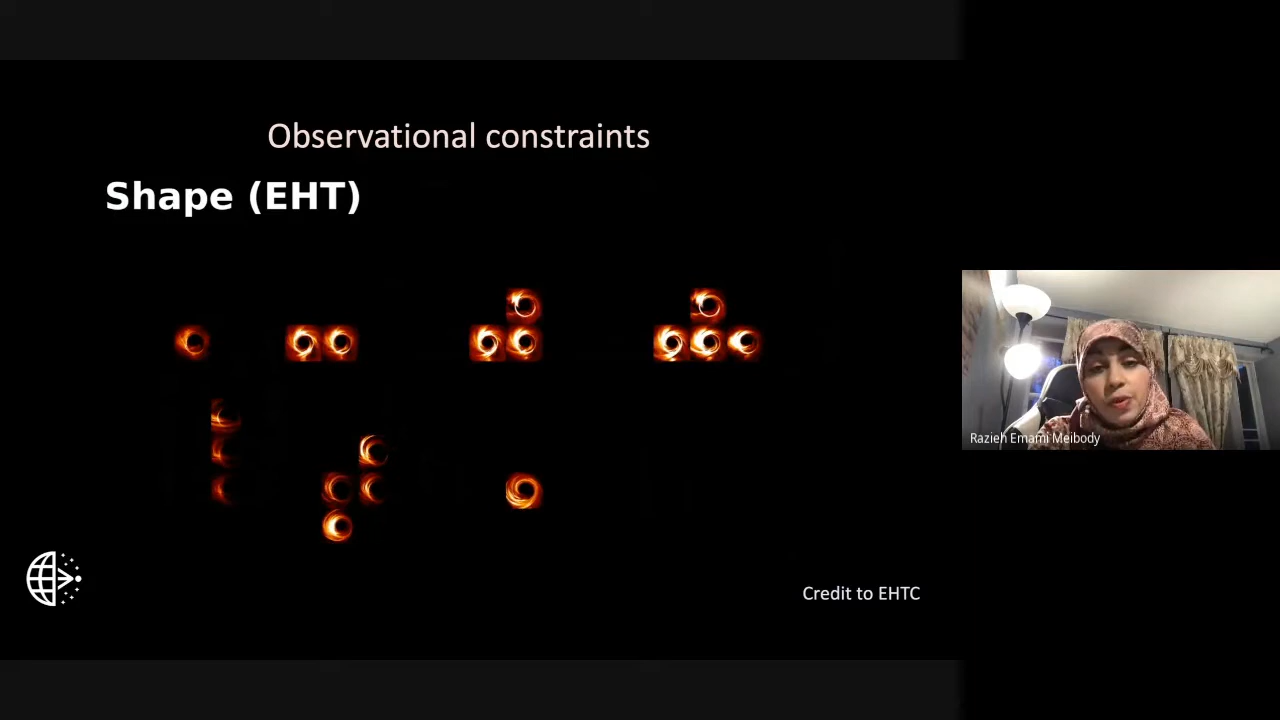 Observational constraints
Shape (EHT)
Razieh Emami Meibody
Credit to EHTC